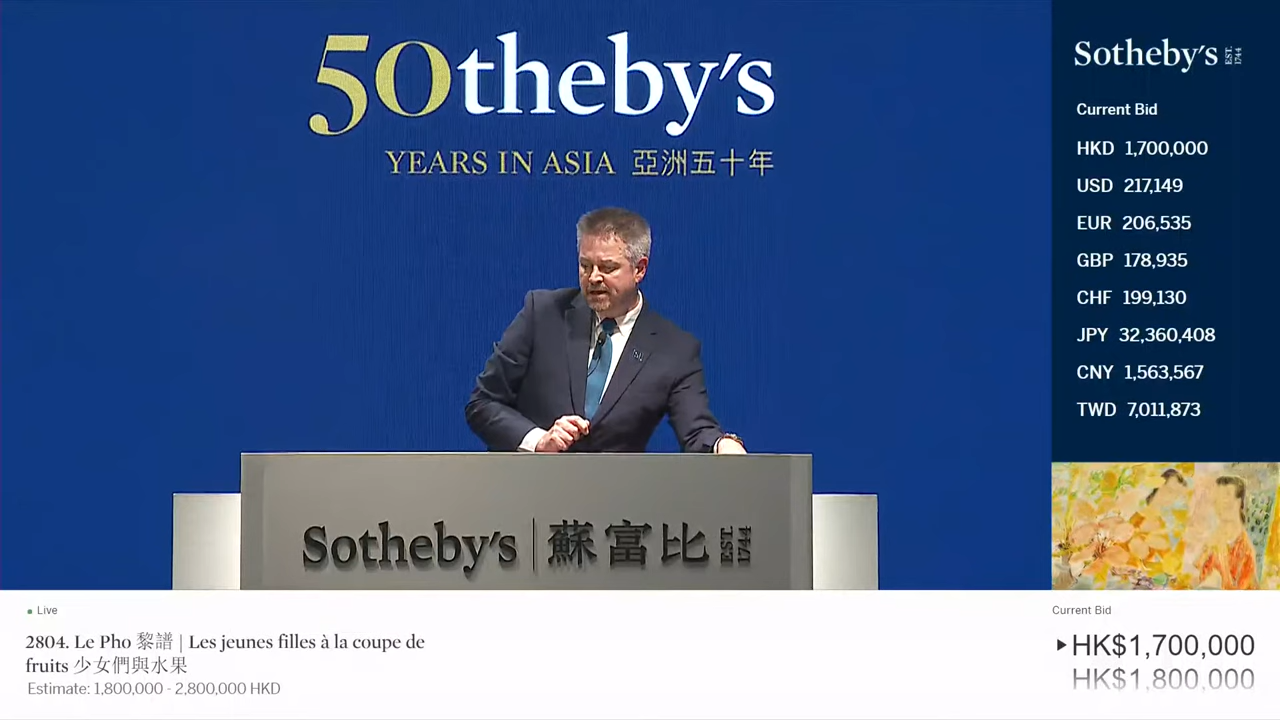 50theby's
YEARS IN ASIA 亞洲五十年
Sotheby's | 蘇富比 EST. 1744
Sotheby's EST. 1744
Current Bid
HKD 1,700,000
USD 217,149
EUR 206,535
GBP 178,935
CHF 199,130
JPY 32,360,408
CNY 1,563,567
TWD 7,011,873
Live
2804. Le Pho 黎譜 | Les jeunes filles à la coupe de
fruits 少女們與水果
Estimate: 1,800,000 - 2,800,000 HKD
Current Bid
HK$1,700,000
HK$1,800,000